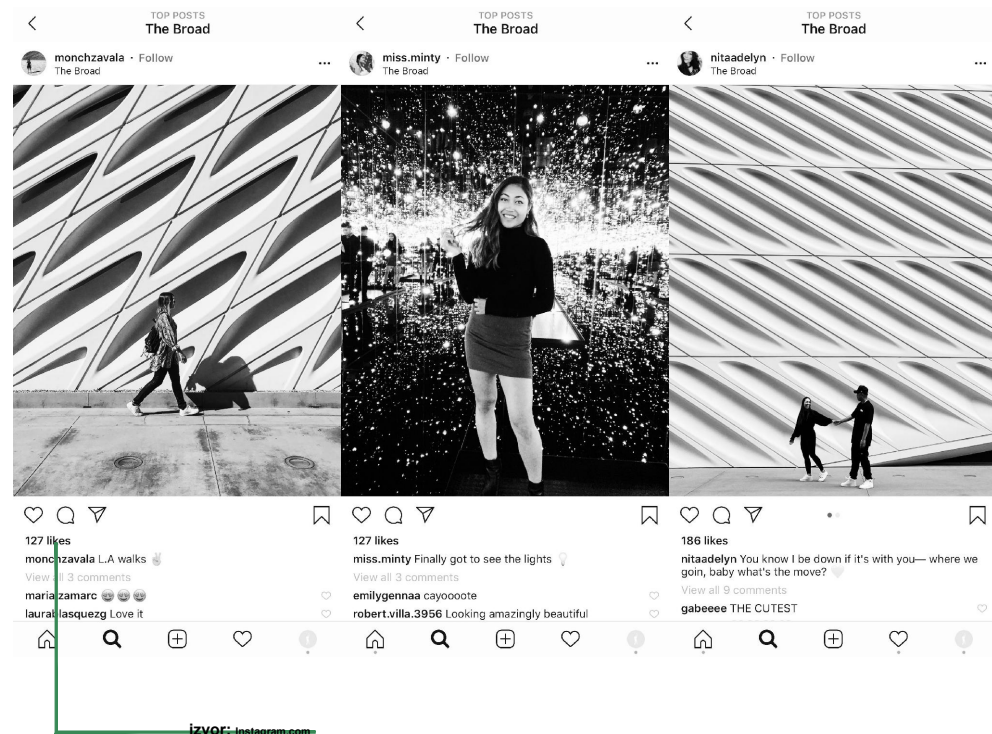 TOP POSTS
The Broad
monchzavala · Follow
The Broad
127 likes
monchzavala L.A walks
View all 3 comments
mariazamarc
laurablasquezg Love it
TOP POSTS
The Broad
miss.minty · Follow
The Broad
127 likes
miss.minty Finally got to see the lights
View all 3 comments
emilygennaa cayoooote
robert.villa.3956 Looking amazingly beautiful
TOP POSTS
The Broad
nitaadelyn · Follow
The Broad
186 likes
nitaadelyn You know I be down if it's with you— where we
goin, baby what's the move?
View all 9 comments
gabeeee THE CUTEST
izvor: Instagram.com